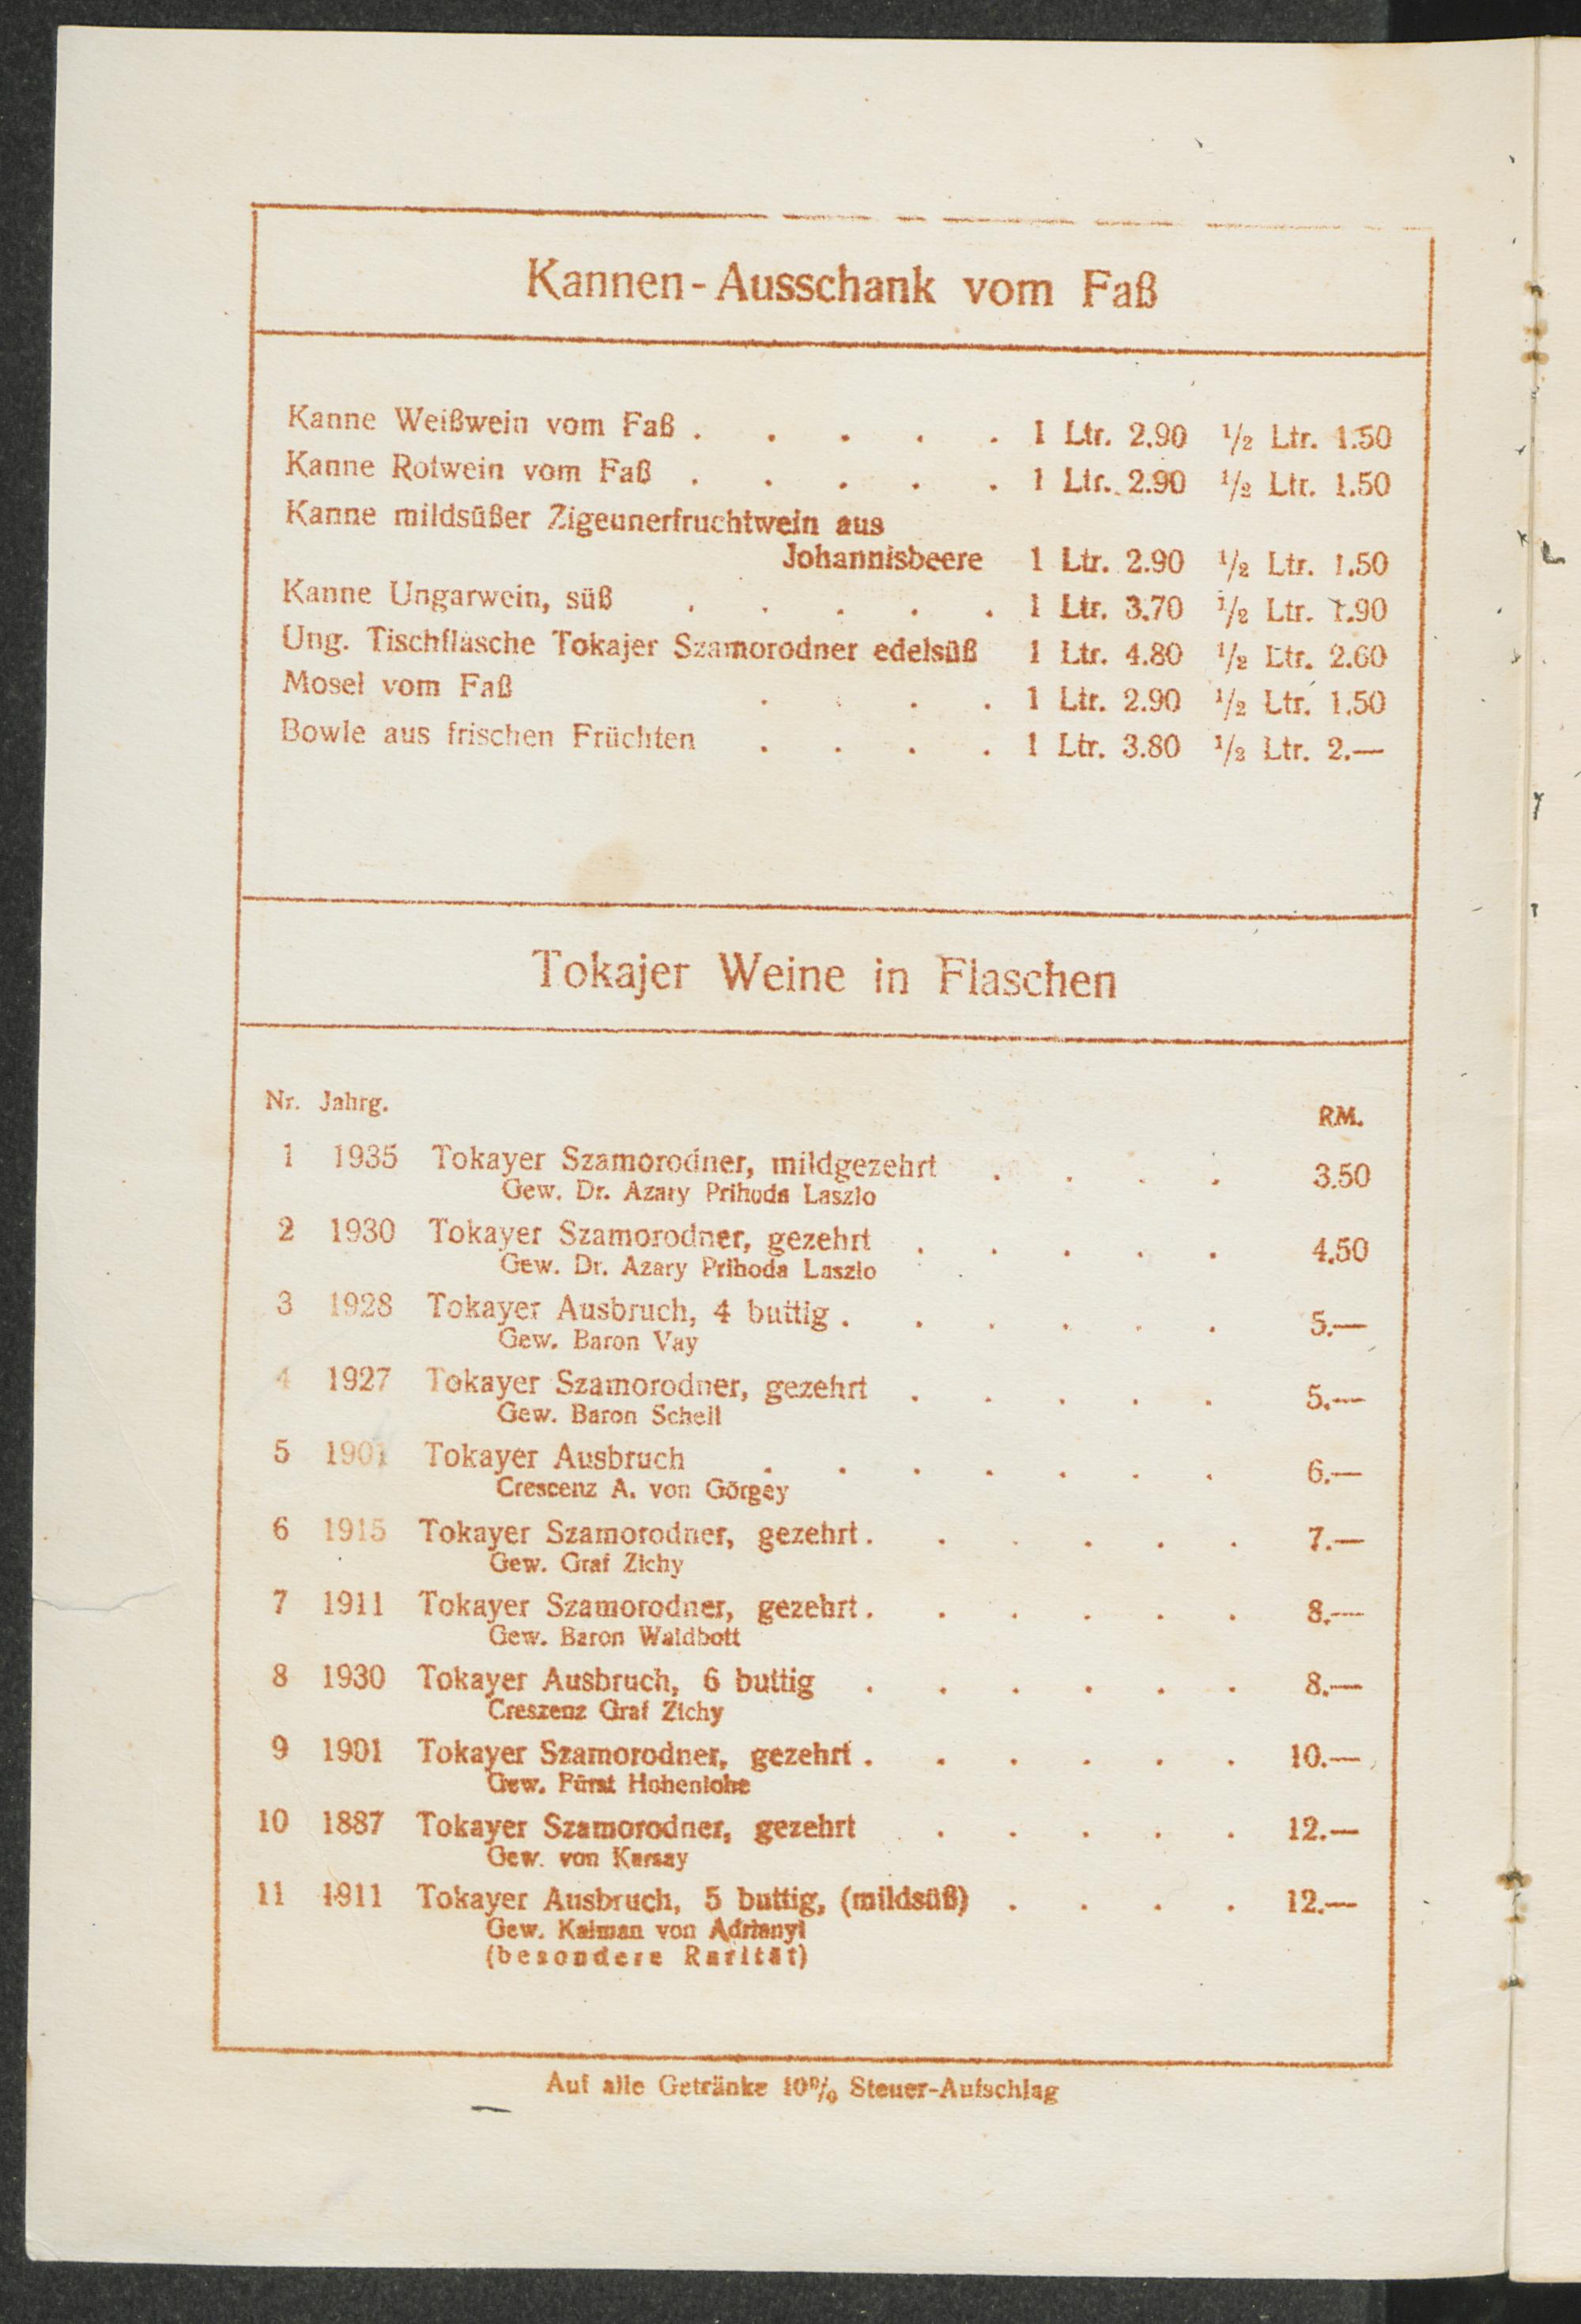 Kannen-Ausschank vom Faß
Kanne Weißwein vom Faß . . . . . 1 Ltr. 2.90 1/2 Ltr. 1.50
Kanne Rotwein vom Faß . . . . . 1 Ltr. 2.90 1/2 Ltr. 1.50
Kanne mildsüßer Zigeunerfruchtwein aus
Johannisbeere 1 Ltr. 2.90 1/2 Ltr. 1.50
Kanne Ungarwein, süß . . . . . 1 Ltr. 3.70 1/2 Ltr. 1.90
Ung. Tischflasche Tokajer Szamorodner edelsüß 1 Ltr. 4.80 1/2 Ltr. 2.60
Mosel vom Faß . . . . 1 Ltr. 2.90 1/2 Ltr. 1.50
Bowle aus frischen Früchten . . . . 1 Ltr. 3.80 1/2 Ltr. 2.—
Tokajer Weine in Flaschen
Nr. Jahrg. RM.
1 1935 Tokayer Szamorodner, mildgezehrt . . . . 3.50
Gew. Dr. Azary Prihoda Laszlo
2 1930 Tokayer Szamorodner, gezehrt . . . . . 4.50
Gew. Dr. Azary Prihoda Laszlo
3 1928 Tokayer Ausbruch, 4 buttig . . . . . . 5.—
Gew. Baron Vay
4 1927 Tokayer Szamorodner, gezehrt . . . . . 5.—
Gew. Baron Schell
5 1901 Tokayer Ausbruch . . . . . . . 6.—
Crescenz A. von Görgey
6 1915 Tokayer Szamorodner, gezehrt . . . . . . 7.—
Gew. Graf Zichy
7 1911 Tokayer Szamorodner, gezehrt . . . . . . 8.—
Gew. Baron Waldbott
8 1930 Tokayer Ausbruch, 6 buttig . . . . . . 8.—
Creszenz Graf Zichy
9 1901 Tokayer Szamorodner, gezehrt . . . . . . 10.—
Gew. Fürst Hohenlohe
10 1887 Tokayer Szamorodner, gezehrt . . . . . 12.—
Gew. von Karsay
11 1911 Tokayer Ausbruch, 5 buttig, (mildsüß) . . . . 12.—
Gew. Kalman von Adrianyi
(besondere Rarität)
Auf alle Getränke 10% Steuer-Aufschlag